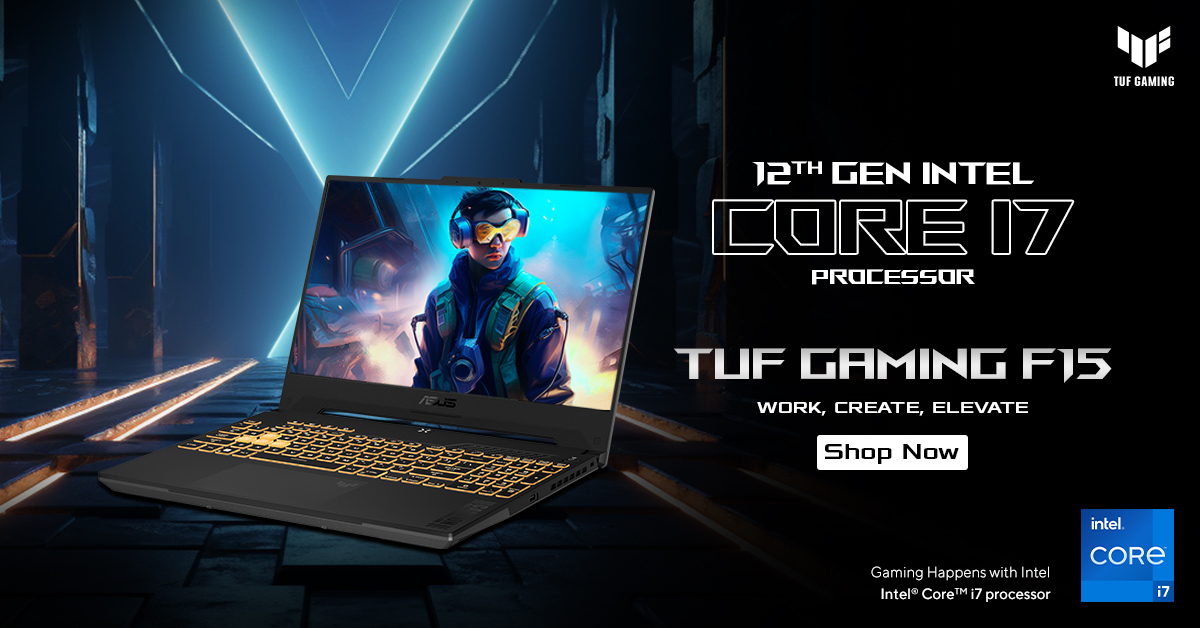 TUF GAMING
12TH GEN INTEL
CORE I7
PROCESSOR
TUF GAMING F15
WORK, CREATE, ELEVATE
Shop Now
ASUS
Gaming Happens with Intel
Intel® Core™ i7 processor
intel.
CORE
i7